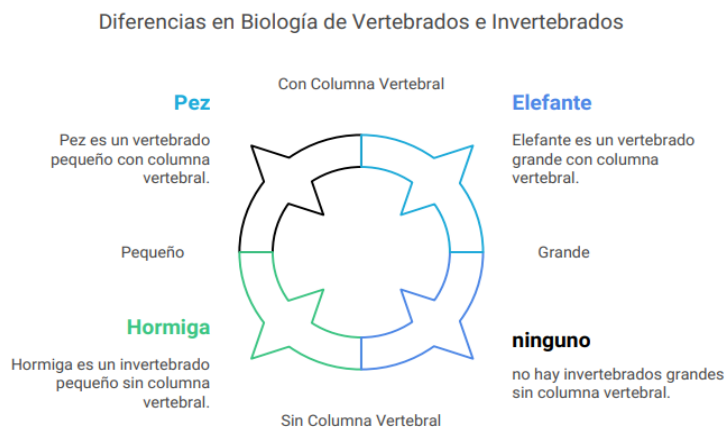 Diferencias en Biología de Vertebrados e Invertebrados
Con Columna Vertebral
Pez
Pez es un vertebrado
pequeño con columna
vertebral.
Elefante
Elefante es un vertebrado
grande con columna
vertebral.
Pequeño
Grande
Hormiga
Hormiga es un invertebrado
pequeño sin columna
vertebral.
ninguno
no hay invertebrados grandes
sin columna vertebral.
Sin Columna Vertebral